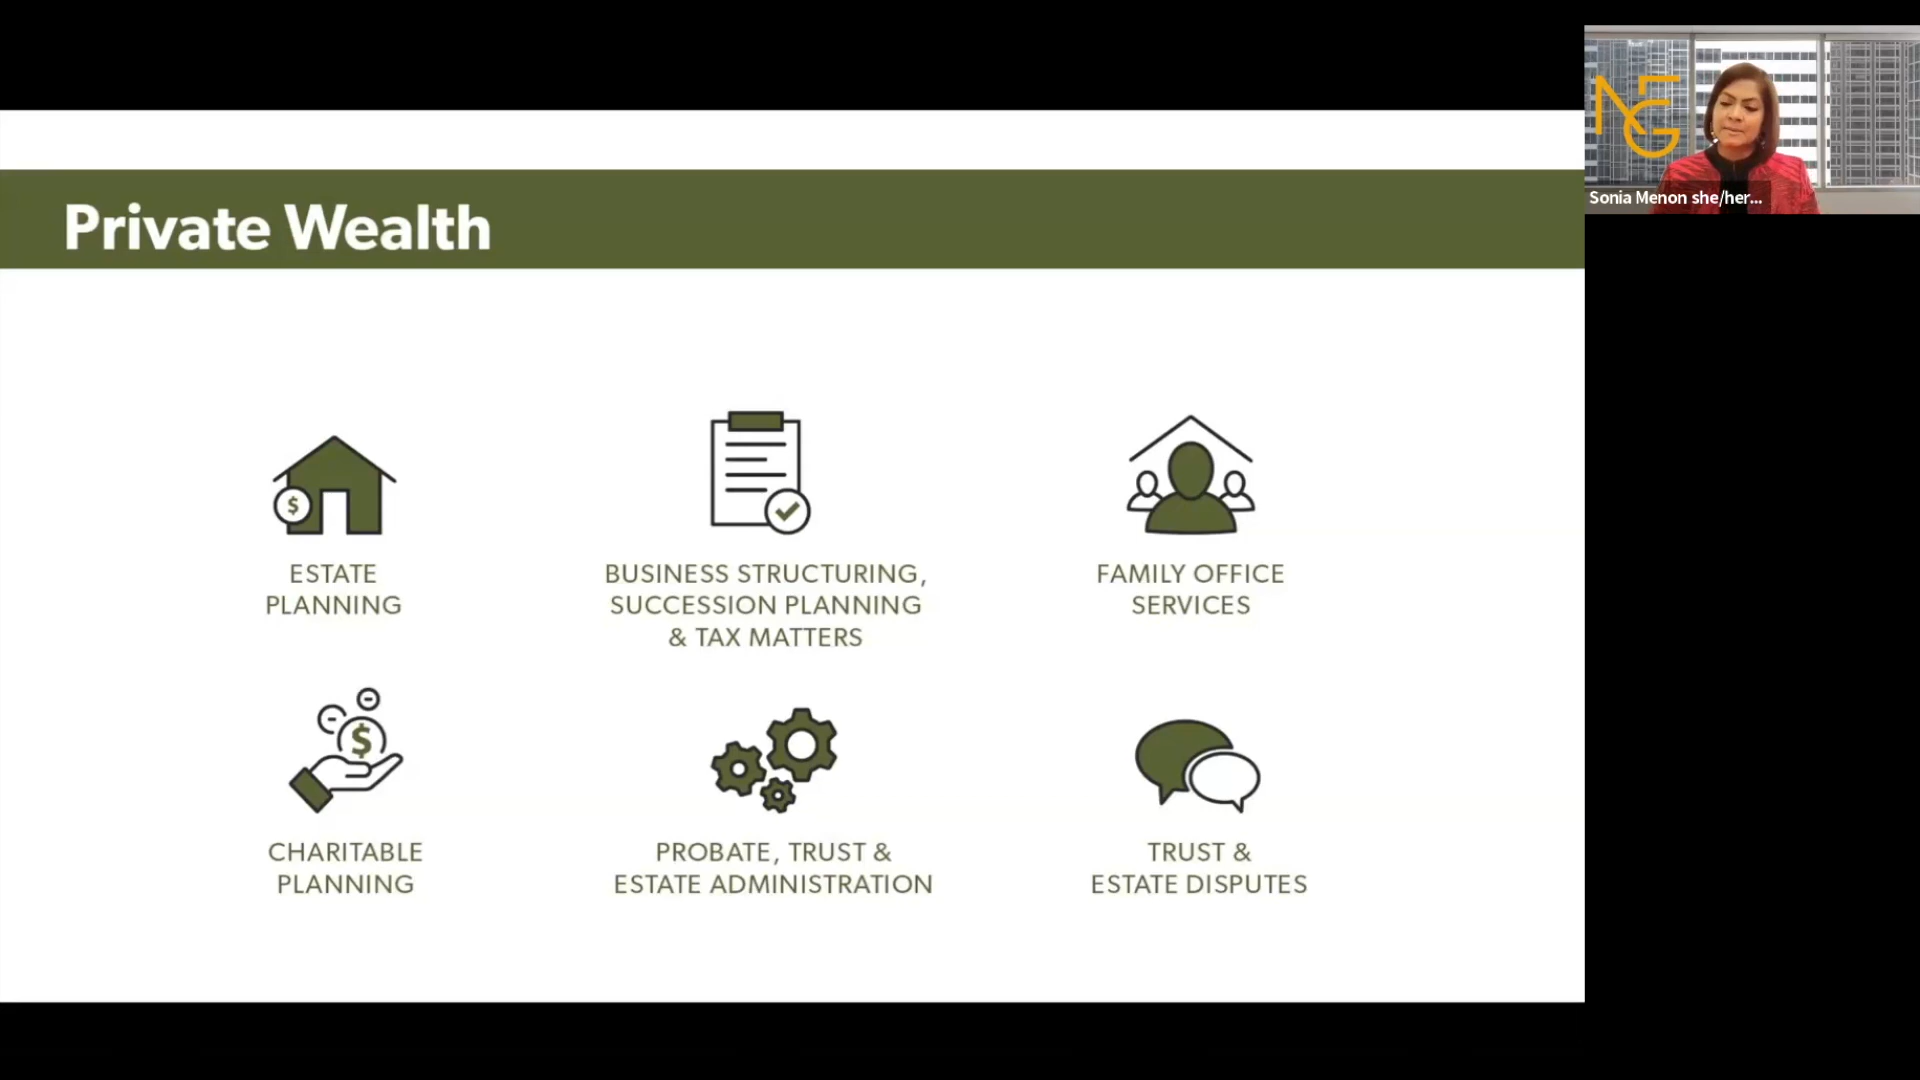 Private Wealth
NFG
Sonia Menon she/her...
$
ESTATE
PLANNING
BUSINESS STRUCTURING,
SUCCESSION PLANNING
& TAX MATTERS
FAMILY OFFICE
SERVICES
$
CHARITABLE
PLANNING
PROBATE, TRUST &
ESTATE ADMINISTRATION
TRUST &
ESTATE DISPUTES